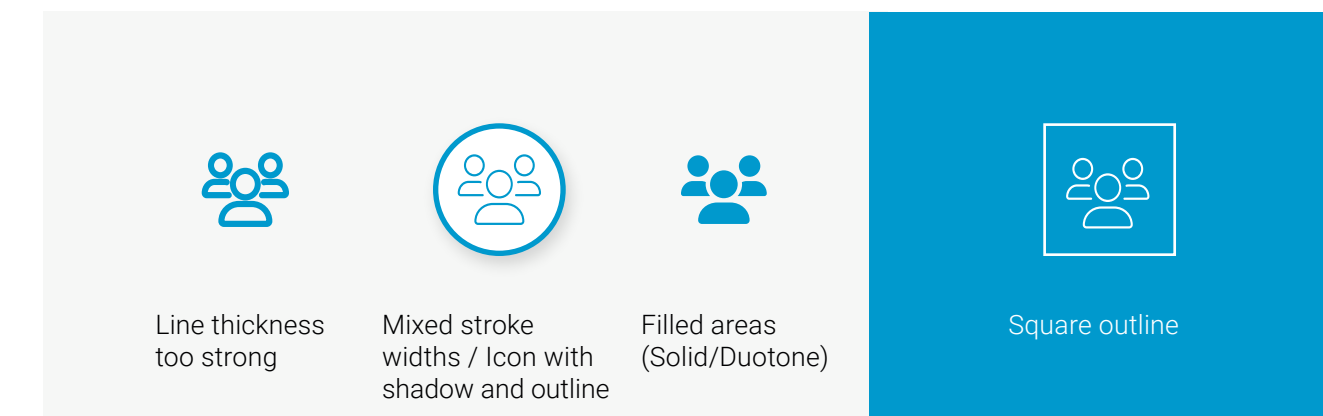 Line thickness
too strong
Mixed stroke
widths / Icon with
shadow and outline
Filled areas
(Solid/Duotone)
Square outline